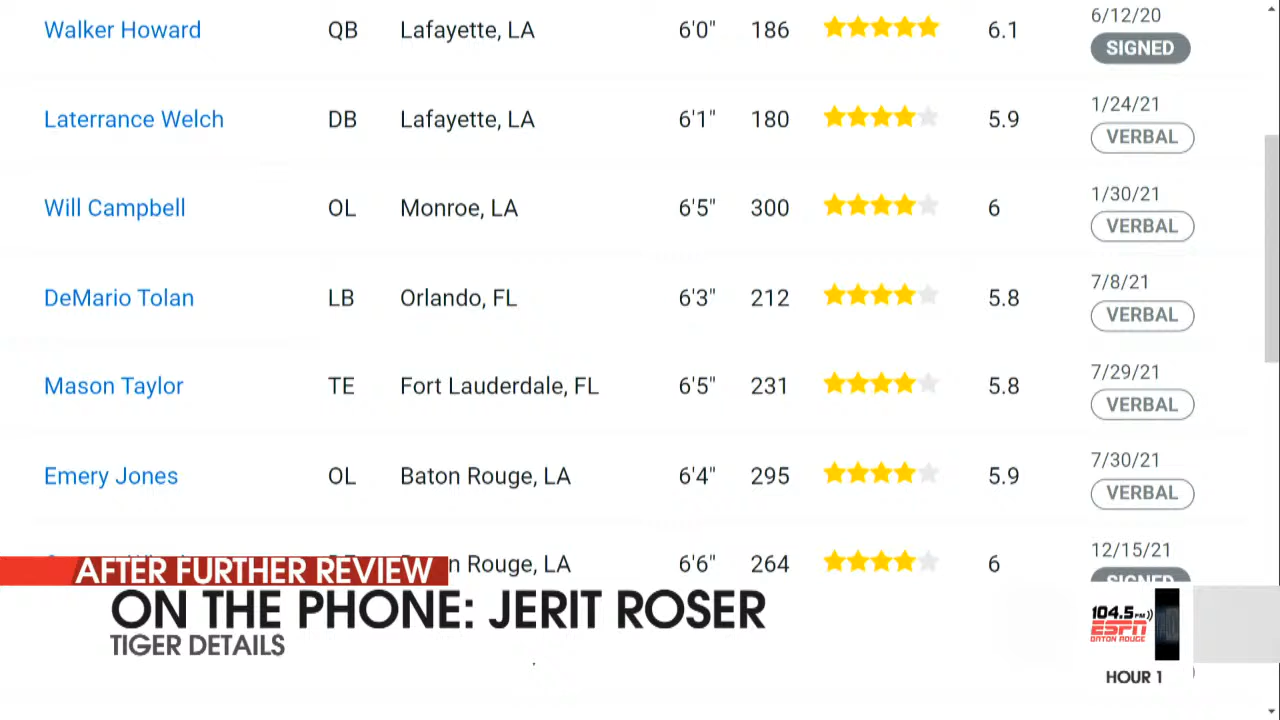 Walker Howard QB Lafayette, LA 6'0" 186 6.1 6/12/20
SIGNED
Laterrance Welch DB Lafayette, LA 6'1" 180 5.9 1/24/21
VERBAL
Will Campbell OL Monroe, LA 6'5" 300 6 1/30/21
VERBAL
DeMario Tolan LB Orlando, FL 6'3" 212 5.8 7/8/21
VERBAL
Mason Taylor TE Fort Lauderdale, FL 6'5" 231 5.8 7/29/21
VERBAL
Emery Jones OL Baton Rouge, LA 6'4" 295 5.9 7/30/21
VERBAL
Rouge, LA 6'6" 264 6 12/15/21
SIGNED
AFTER FURTHER REVIEW
ON THE PHONE: JERIT ROSER
TIGER DETAILS
104.5 FM
ESPN
BATON ROUGE
HOUR 1